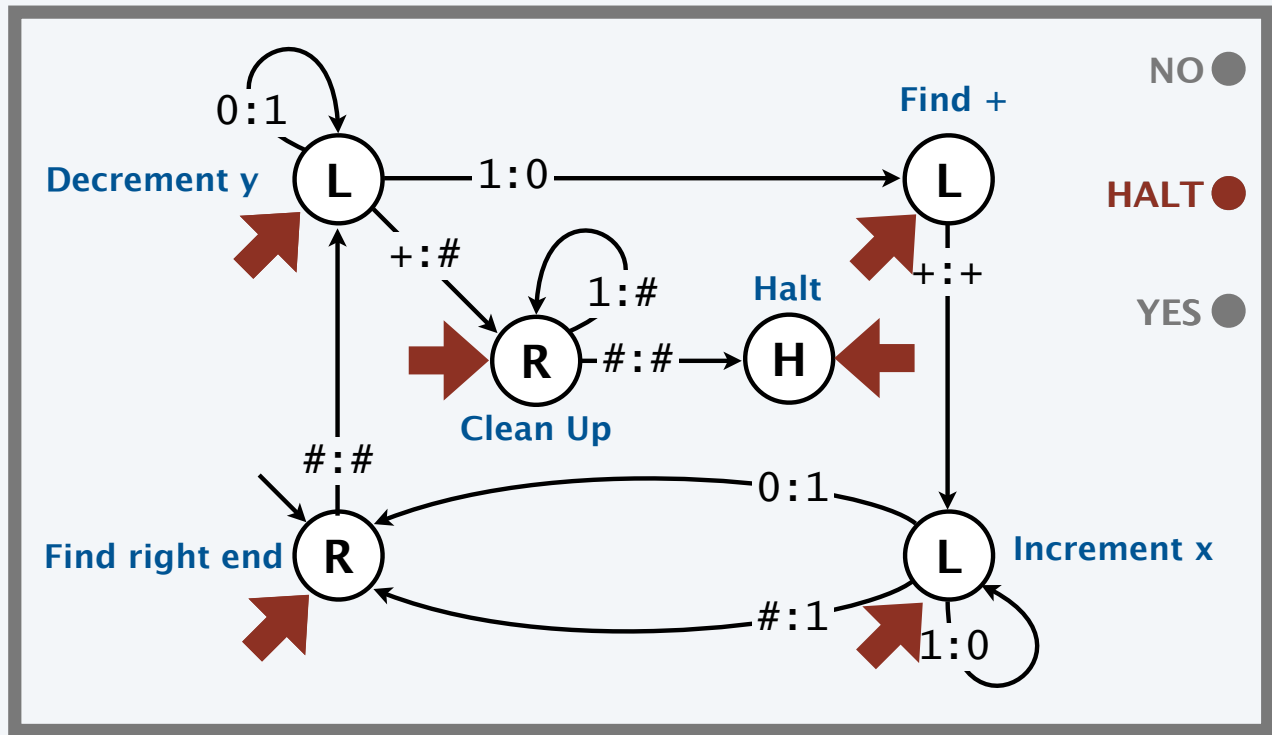 NO
0:1
Find +
Decrement y
L
1:0
L
HALT
+:#
+:+
1:#
Halt
YES
R
#:#
H
Clean Up
#:#
0:1
Find right end
R
L
Increment x
#:1
1:0